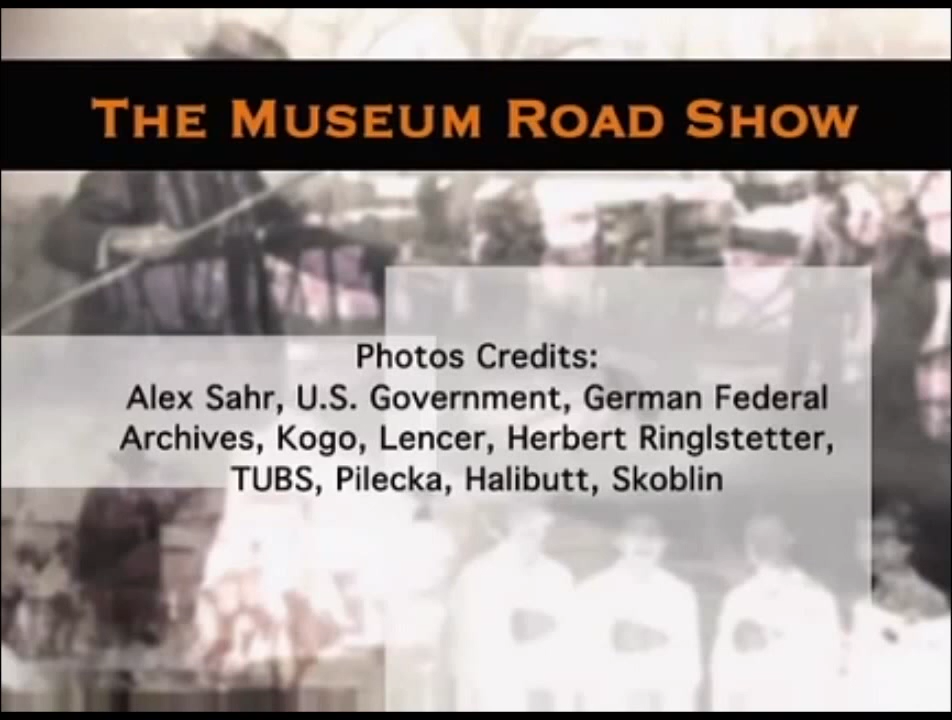 THE MUSEUM ROAD SHOW
Photos Credits:
Alex Sahr, U.S. Government, German Federal
Archives, Kogo, Lencer, Herbert Ringlstetter,
TUBS, Pilecka, Halibutt, Skoblin